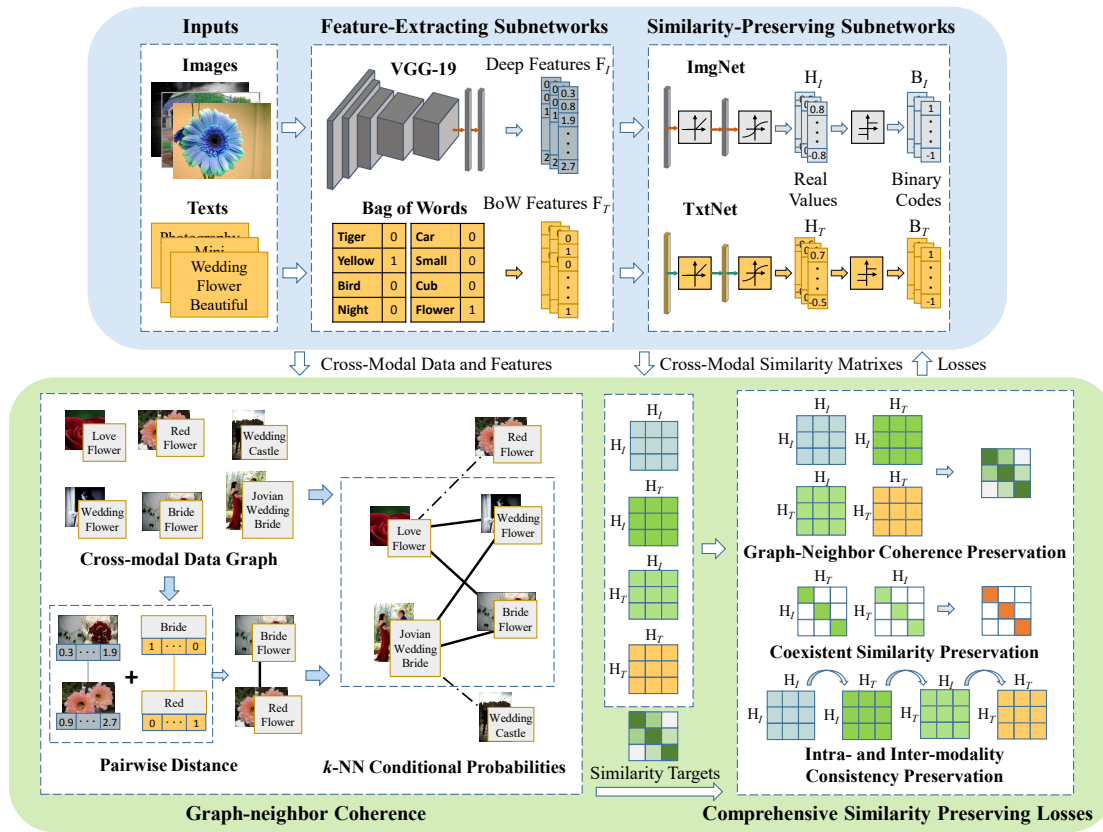 Inputs
Feature-Extracting Subnetworks
Similarity-Preserving Subnetworks
Images
VGG-19
Deep Features F_I
0.3
0.8
1.9
2.7
ImgNet
H_I
0.8
-0.8
B_I
1
-1
Real
Values
Binary
Codes
Texts
Photography
Mini
Wedding
Flower
Beautiful
Bag of Words
Tiger 0 Car 0
Yellow 1 Small 0
Bird 0 Cub 0
Night 0 Flower 1
BoW Features F_T
0
1
0
1
TxtNet
H_T
0.7
-0.5
B_T
1
-1
Cross-Modal Data and Features
Cross-Modal Similarity Matrixes
Losses
Love
Flower
Red
Flower
Wedding
Castle
Wedding
Flower
Bride
Flower
Jovian
Wedding
Bride
Cross-modal Data Graph
0.3 ··· 1.9
+
0.9 ··· 2.7
Bride
1 ··· 0
Red
0 ··· 1
Bride
Flower
Red
Flower
Pairwise Distance
Red
Flower
Love
Flower
Wedding
Flower
Jovian
Wedding
Bride
Bride
Flower
Wedding
Castle
k-NN Conditional Probabilities
Graph-neighbor Coherence
H_I
H_I
H_T
H_I
H_I
H_T
H_T
H_T
Similarity Targets
H_I
H_I
H_T
H_I
H_I
H_T
H_T
H_T
Graph-Neighbor Coherence Preservation
H_T
H_I
H_I
H_T
Coexistent Similarity Preservation
H_I
H_I
H_T
H_I
H_I
H_T
H_T
H_T
Intra- and Inter-modality
Consistency Preservation
Comprehensive Similarity Preserving Losses